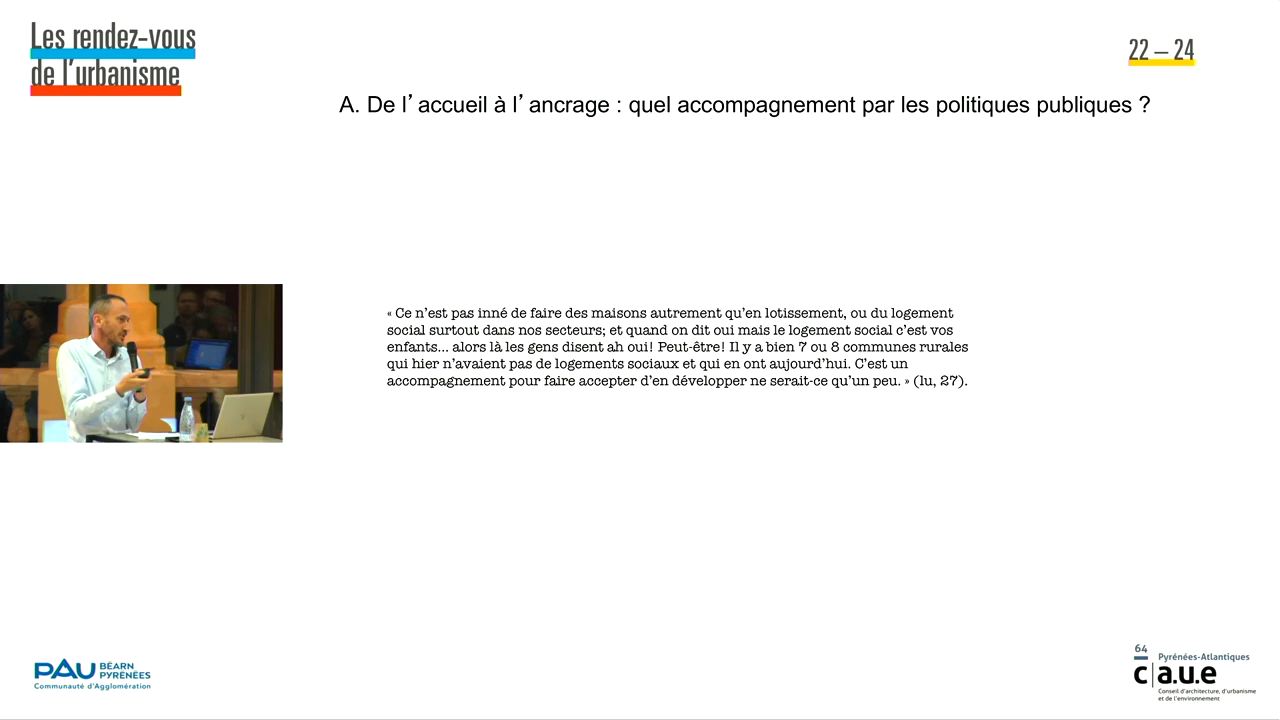 Les rendez-vous
de l'urbanisme
22 — 24
A. De l'accueil à l'ancrage : quel accompagnement par les politiques publiques ?
« Ce n'est pas inné de faire des maisons autrement qu'en lotissement, ou du logement
social surtout dans nos secteurs; et quand on dit oui mais le logement social c'est vos
enfants... alors là les gens disent ah oui! Peut-être! Il y a bien 7 ou 8 communes rurales
qui hier n'avaient pas de logements sociaux et qui en ont aujourd'hui. C'est un
accompagnement pour faire accepter d'en développer ne serait-ce qu'un peu. » (lu, 27).
PAU BÉARN
PYRÉNÉES
Communauté d'Agglomération
64
Pyrénées-Atlantiques
c|a.u.e
Conseil d'architecture, d'urbanisme
et de l'environnement